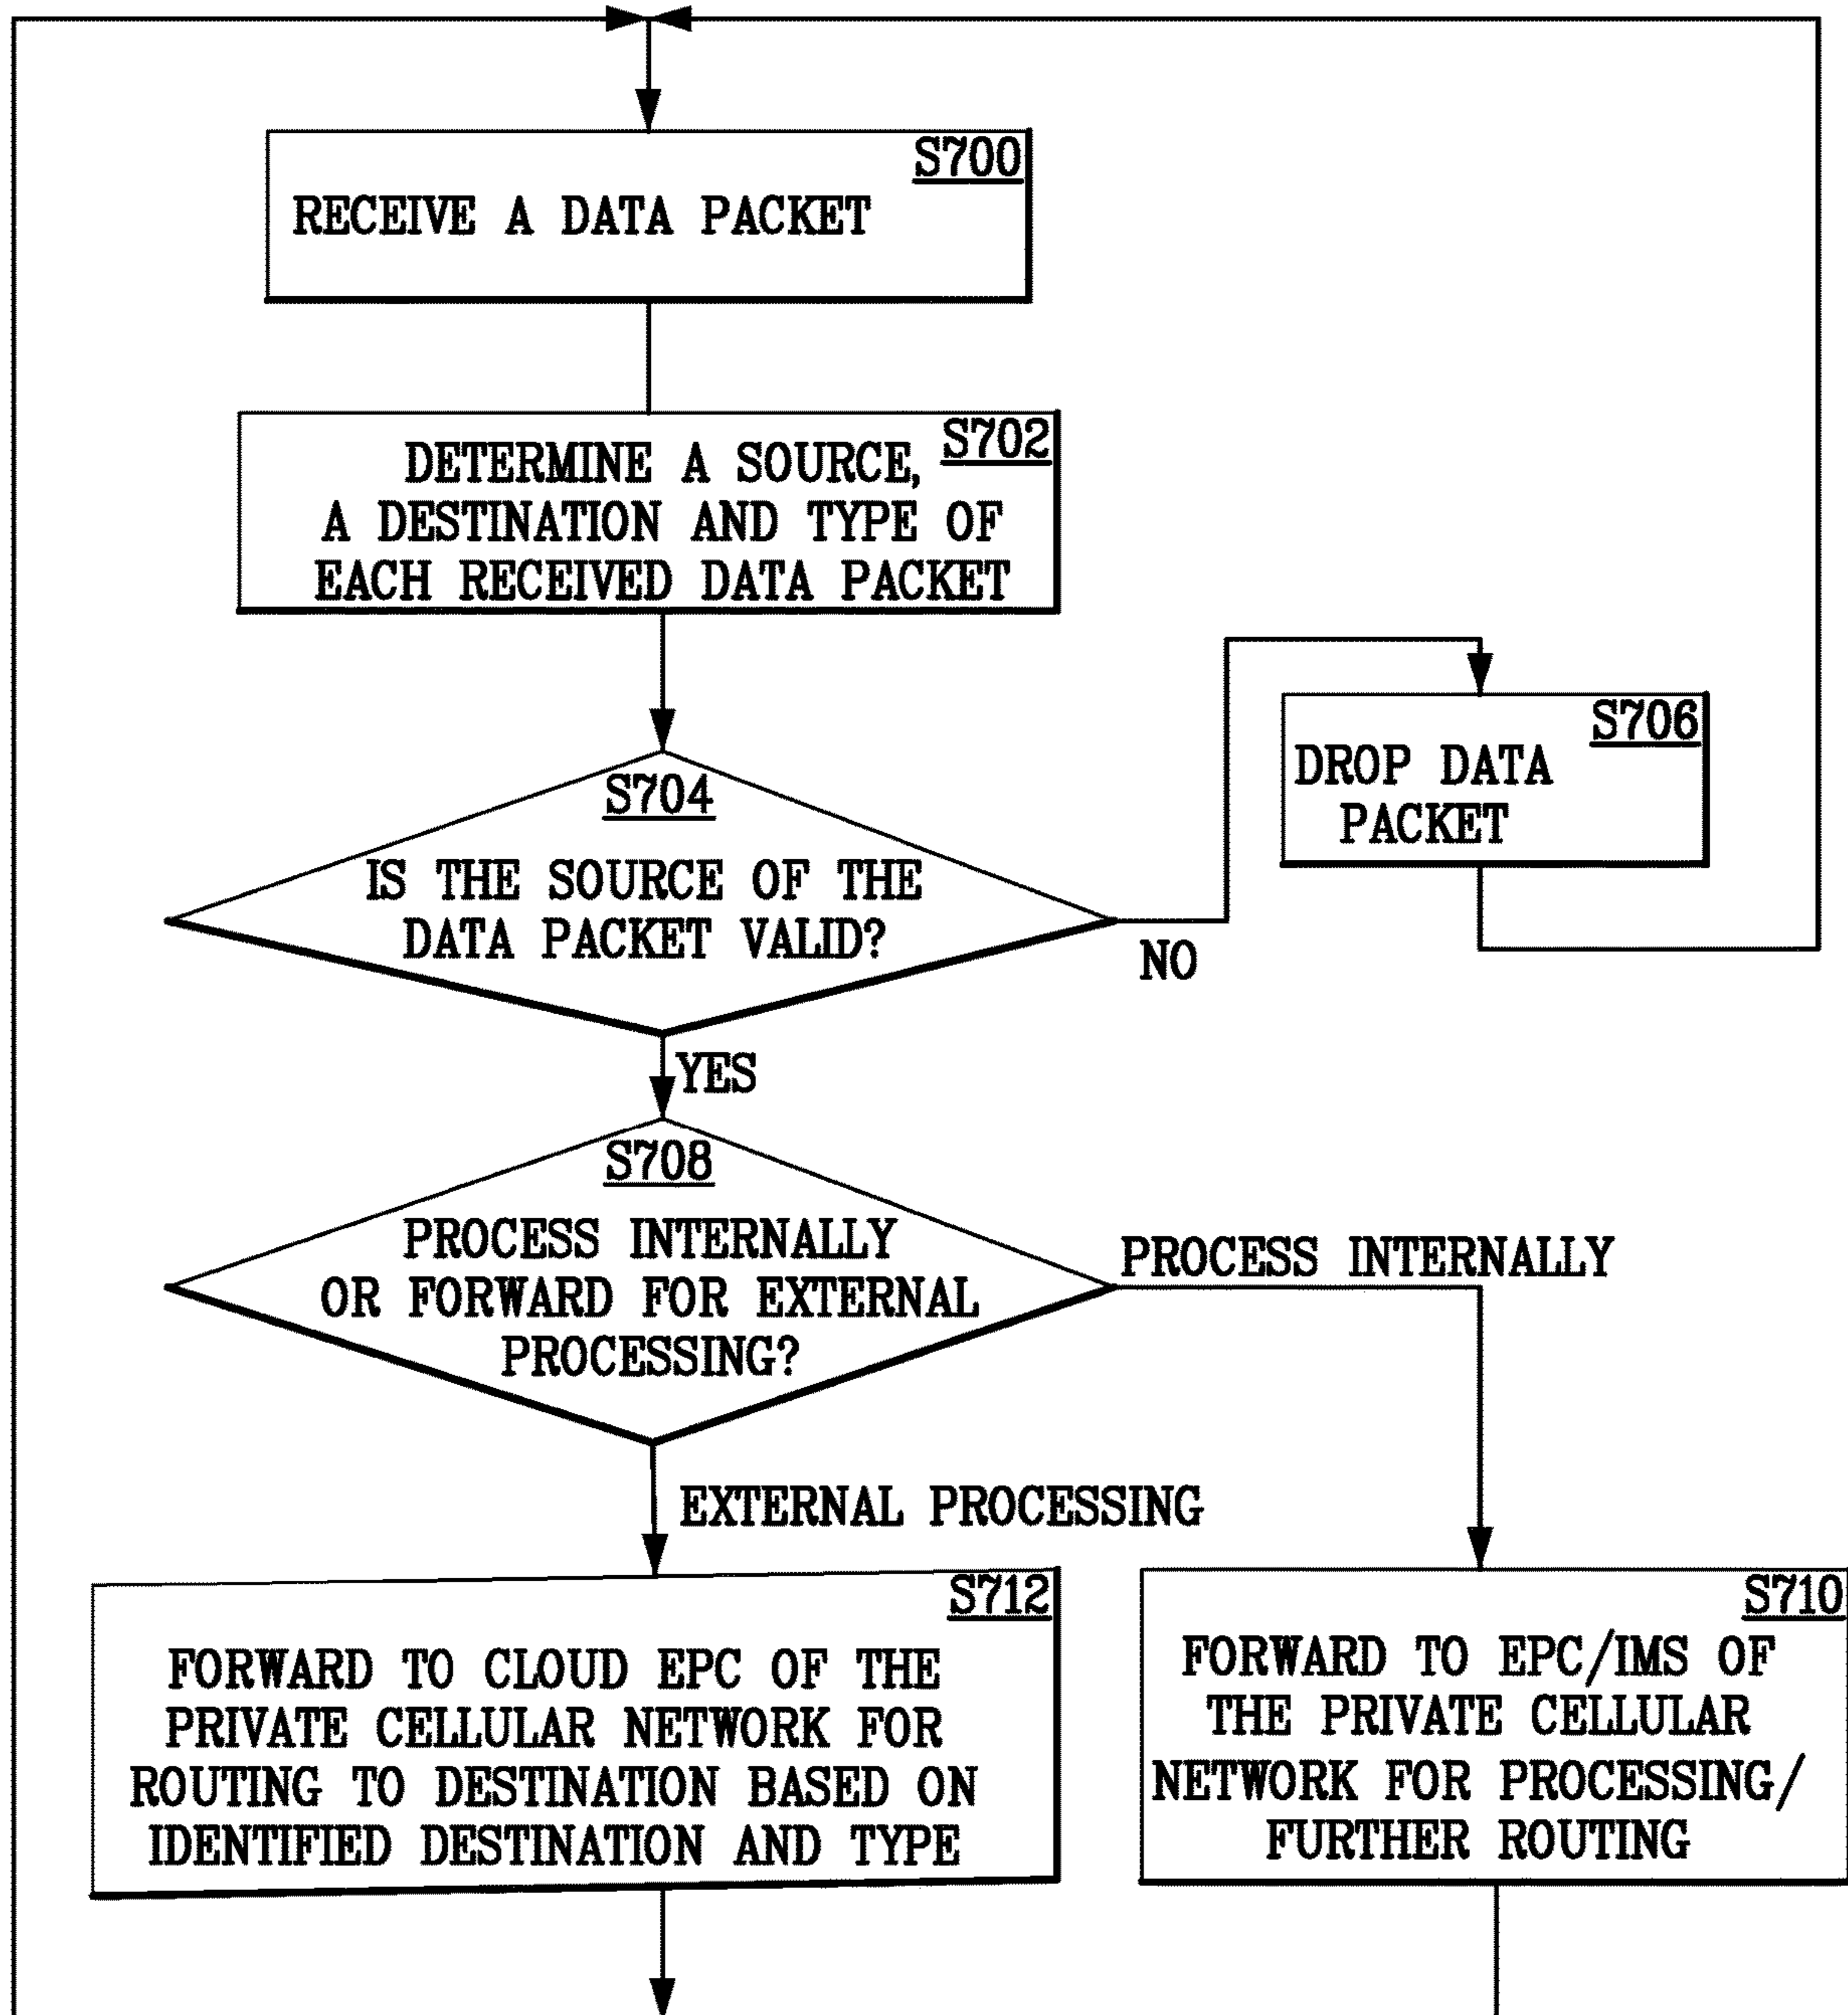 S700
RECEIVE A DATA PACKET
S702
DETERMINE A SOURCE,
A DESTINATION AND TYPE OF
EACH RECEIVED DATA PACKET
S704
IS THE SOURCE OF THE
DATA PACKET VALID?
NO
S706
DROP DATA
PACKET
YES
S708
PROCESS INTERNALLY
OR FORWARD FOR EXTERNAL
PROCESSING?
PROCESS INTERNALLY
EXTERNAL PROCESSING
S712
FORWARD TO CLOUD EPC OF THE
PRIVATE CELLULAR NETWORK FOR
ROUTING TO DESTINATION BASED ON
IDENTIFIED DESTINATION AND TYPE
S710
FORWARD TO EPC/IMS OF
THE PRIVATE CELLULAR
NETWORK FOR PROCESSING/
FURTHER ROUTING